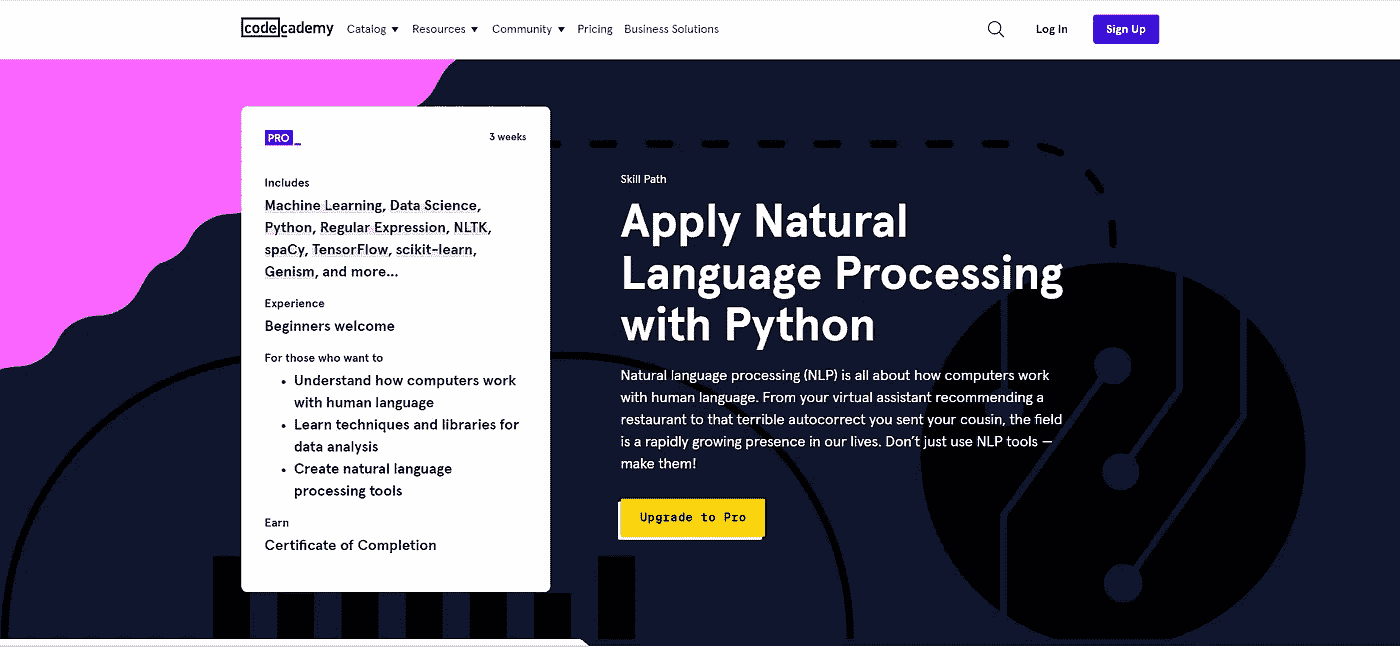 codecademy Catalog Resources Community Pricing Business Solutions Log In Sign Up
PRO_ 3 weeks
Includes
Machine Learning, Data Science,
Python, Regular Expression, NLTK,
spaCy, TensorFlow, scikit-learn,
Genism, and more...
Experience
Beginners welcome
For those who want to
• Understand how computers work
with human language
• Learn techniques and libraries for
data analysis
• Create natural language
processing tools
Earn
Certificate of Completion
Skill Path
Apply Natural
Language Processing
with Python
Natural language processing (NLP) is all about how computers work
with human language. From your virtual assistant recommending a
restaurant to that terrible autocorrect you sent your cousin, the field
is a rapidly growing presence in our lives. Don’t just use NLP tools —
make them!
Upgrade to Pro